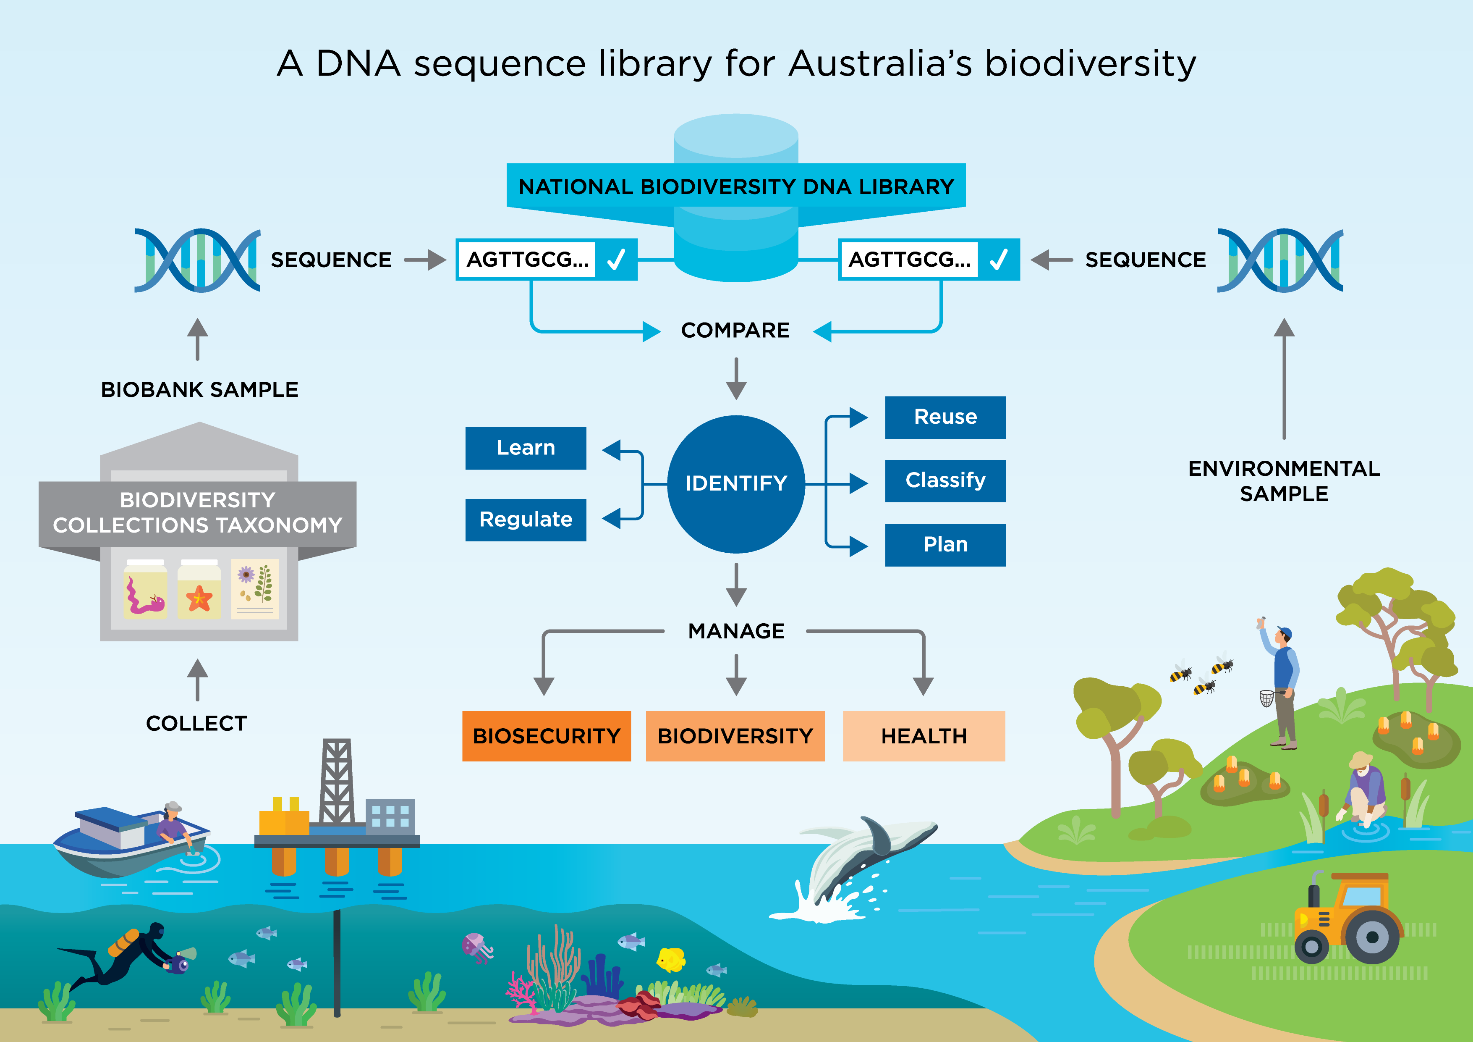 A DNA sequence library for Australia's biodiversity
NATIONAL BIODIVERSITY DNA LIBRARY
SEQUENCE
AGTTGCG...
AGTTGCG...
SEQUENCE
COMPARE
BIOBANK SAMPLE
BIODIVERSITY
COLLECTIONS TAXONOMY
COLLECT
Learn
Regulate
IDENTIFY
Reuse
Classify
Plan
ENVIRONMENTAL
SAMPLE
MANAGE
BIOSECURITY
BIODIVERSITY
HEALTH